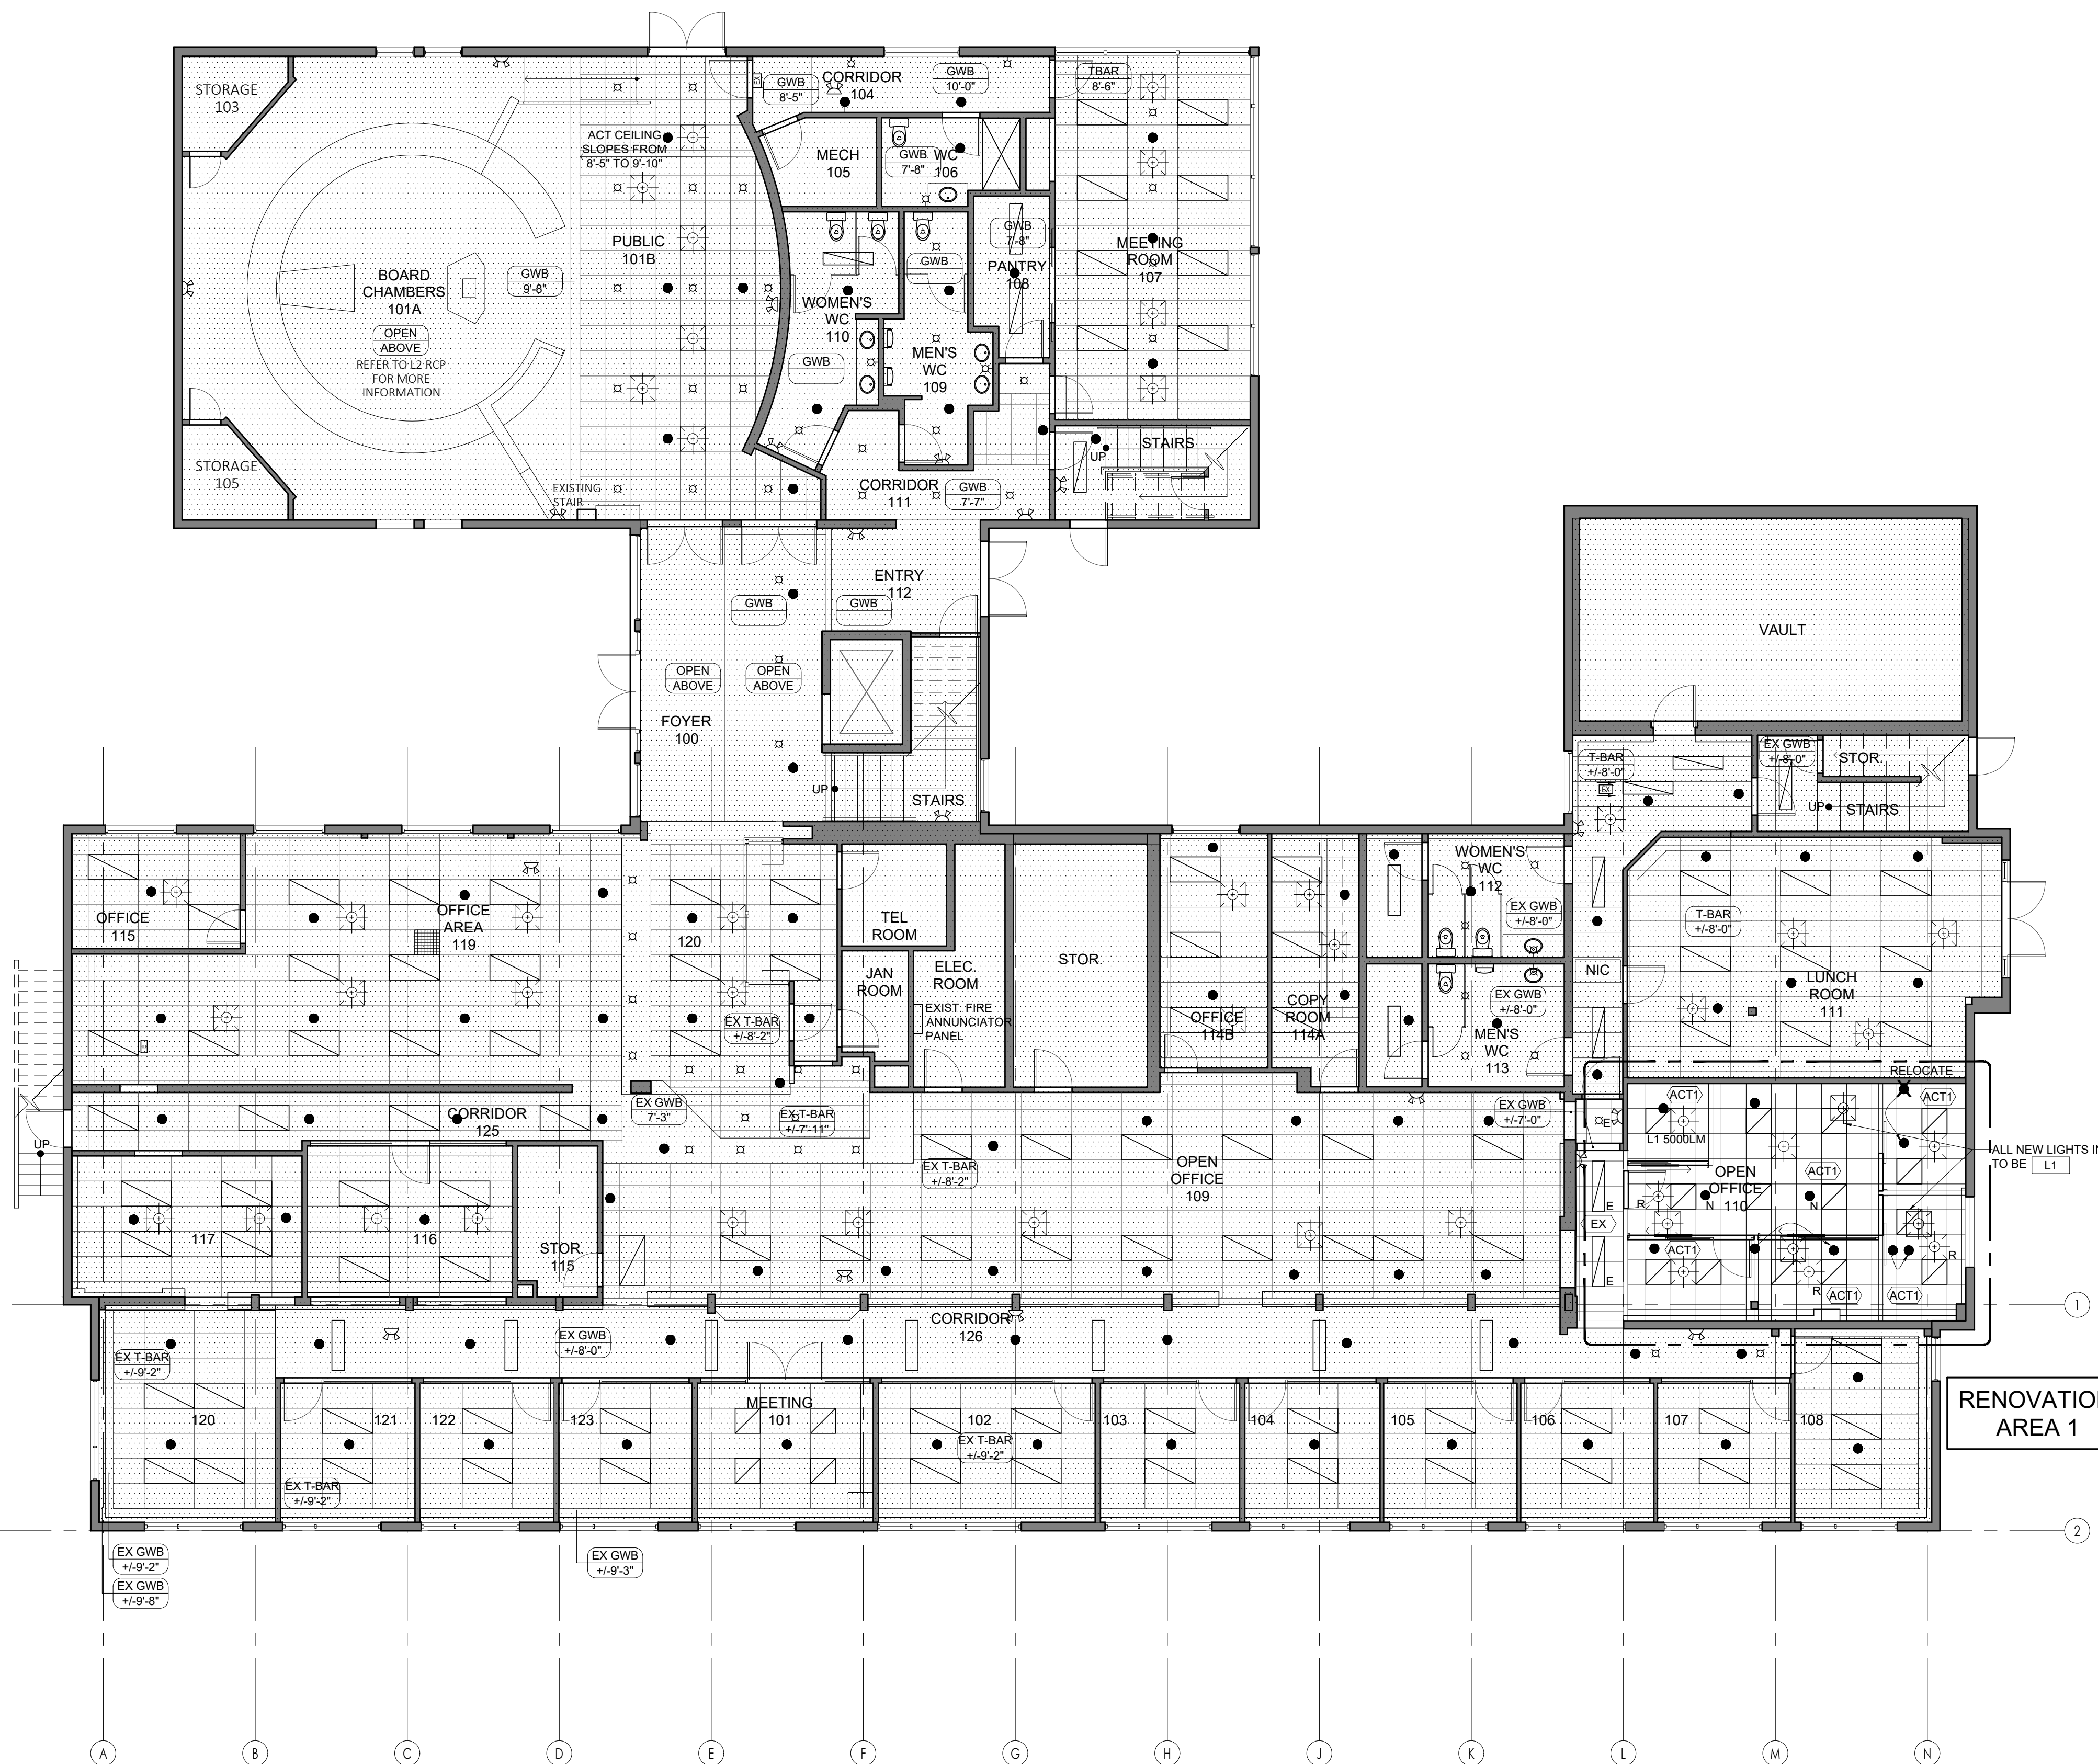 STORAGE
103
CORRIDOR
104
GWB
8'-5"
GWB
10'-0"
TBAR
8'-6"
EX
ACT CEILING
SLOPES FROM
8'-5" TO 9'-10"
MECH
105
GWB
7'-8"
WC
106
PUBLIC
101B
GWB
7'-8"
PANTRY
108
MEETING
ROOM
107
GWB
BOARD
CHAMBERS
101A
GWB
9'-8"
OPEN
ABOVE
REFER TO L2 RCP
FOR MORE
INFORMATION
WOMEN'S
WC
110
MEN'S
WC
109
GWB
STORAGE
105
EXISTING
STAIR
CORRIDOR
111
GWB
7'-7"
STAIRS
UP
ENTRY
112
GWB
GWB
OPEN
ABOVE
OPEN
ABOVE
FOYER
100
UP
STAIRS
VAULT
T-BAR
+/-8'-0"
EX GWB
+/-8'-0"
STOR.
EX
UP
STAIRS
OFFICE
115
OFFICE
AREA
119
120
TEL
ROOM
JAN
ROOM
ELEC.
ROOM
EXIST. FIRE
ANNUNCIATOR
PANEL
STOR.
EX T-BAR
+/-8'-2"
OFFICE
114B
COPY
ROOM
114A
WOMEN'S
WC
112
EX GWB
+/-8'-0"
EX GWB
+/-8'-0"
MEN'S
WC
113
NIC
T-BAR
+/-8'-0"
LUNCH
ROOM
111
RELOCATE
UP
CORRIDOR
125
EX GWB
7'-3"
EX T-BAR
+/-7'-11"
EX GWB
+/-7'-0"
E
ACT1
ACT1
L1 5000LM
ALL NEW LIGHTS IN
TO BE L1
EX T-BAR
+/-8'-2"
OPEN
OFFICE
109
OPEN
OFFICE
110
ACT1
E
R
N
N
EX
ACT1
R
E
R
ACT1
ACT1
117
116
STOR.
115
CORRIDOR
126
1
EX T-BAR
+/-9'-2"
EX GWB
+/-8'-0"
120
121
122
123
MEETING
101
102
103
104
105
106
107
108
EX T-BAR
+/-9'-2"
EX T-BAR
+/-9'-2"
RENOVATION
AREA 1
2
EX GWB
+/-9'-2"
EX GWB
+/-9'-8"
EX GWB
+/-9'-3"
A
B
C
D
E
F
G
H
J
K
L
M
N